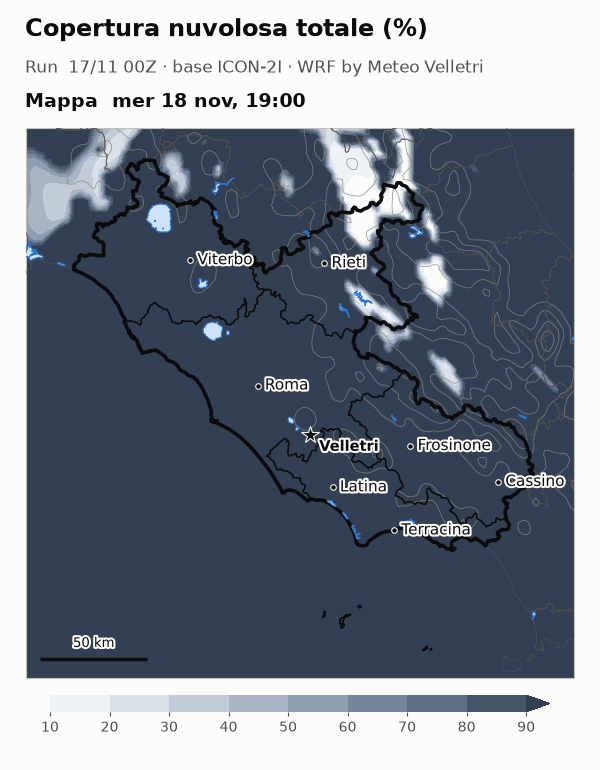 Copertura nuvolosa totale (%)
Run  17/11 00Z · base ICON-2I · WRF by Meteo Velletri
Mappa  mer 18 nov, 19:00
Viterbo
Rieti
Roma
Velletri
Frosinone
Latina
Cassino
Terracina
50 km
10 20 30 40 50 60 70 80 90